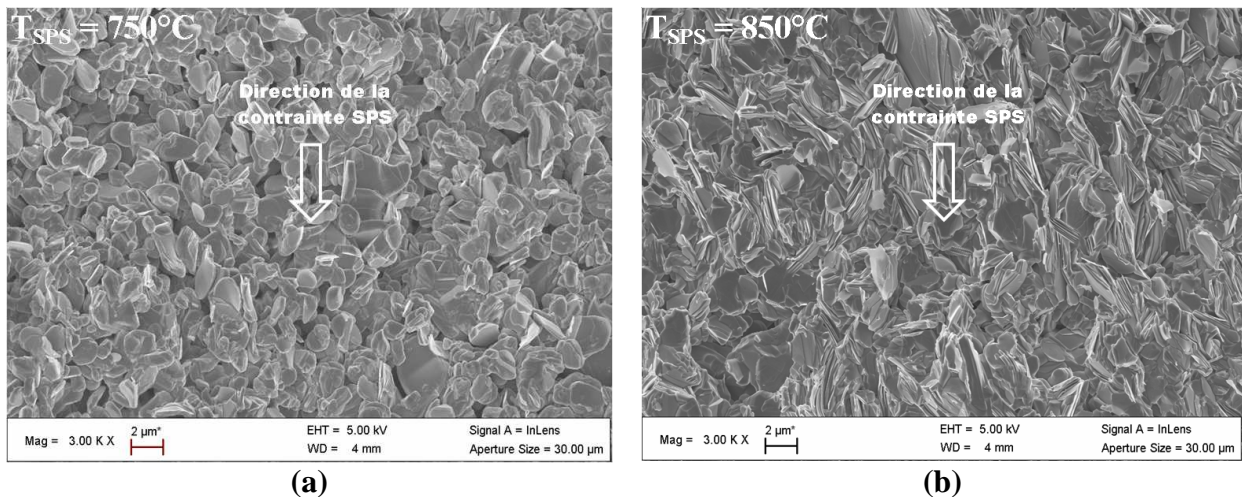 T_SPS = 750°C
Direction de la
contrainte SPS
Mag = 3.00 K X
2 µm*
EHT = 5.00 kV
WD = 4 mm
Signal A = InLens
Aperture Size = 30.00 µm
(a)
T_SPS = 850°C
Direction de la
contrainte SPS
Mag = 3.00 K X
2 µm*
EHT = 5.00 kV
WD = 4 mm
Signal A = InLens
Aperture Size = 30.00 µm
(b)